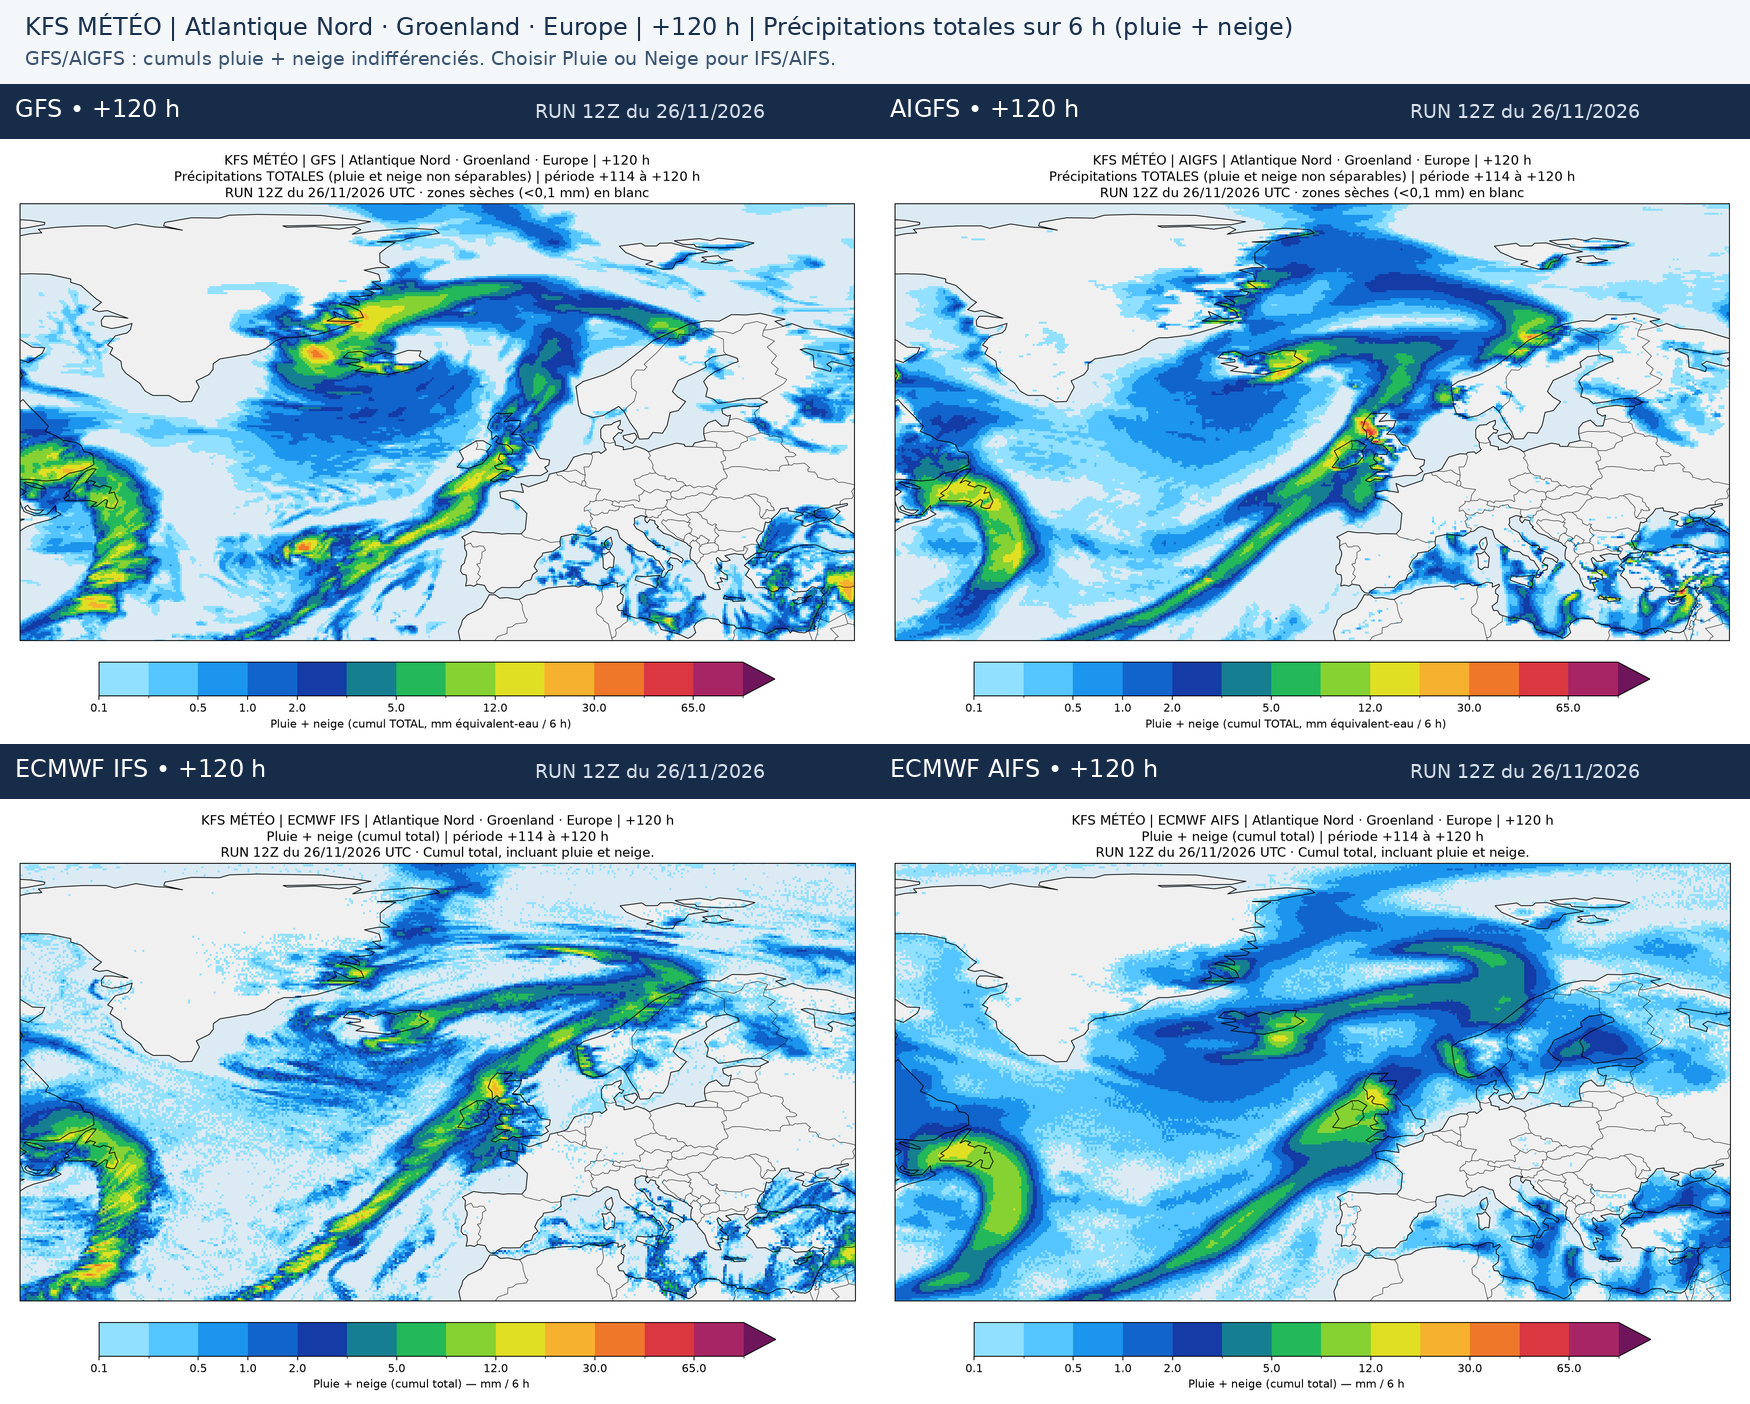 KFS MÉTÉO | Atlantique Nord · Groenland · Europe | +120 h | Précipitations totales sur 6 h (pluie + neige)
GFS/AIGFS : cumuls pluie + neige indifférenciés. Choisir Pluie ou Neige pour IFS/AIFS.
GFS • +120 h
RUN 12Z du 26/11/2026
AIGFS • +120 h
RUN 12Z du 26/11/2026
KFS MÉTÉO | GFS | Atlantique Nord · Groenland · Europe | +120 h
Précipitations TOTALES (pluie et neige non séparables) | période +114 à +120 h
RUN 12Z du 26/11/2026 UTC · zones sèches (<0,1 mm) en blanc
KFS MÉTÉO | AIGFS | Atlantique Nord · Groenland · Europe | +120 h
Précipitations TOTALES (pluie et neige non séparables) | période +114 à +120 h
RUN 12Z du 26/11/2026 UTC · zones sèches (<0,1 mm) en blanc
0.1 0.5 1.0 2.0 5.0 12.0 30.0 65.0
Pluie + neige (cumul TOTAL, mm équivalent-eau / 6 h)
0.1 0.5 1.0 2.0 5.0 12.0 30.0 65.0
Pluie + neige (cumul TOTAL, mm équivalent-eau / 6 h)
ECMWF IFS • +120 h
RUN 12Z du 26/11/2026
ECMWF AIFS • +120 h
RUN 12Z du 26/11/2026
KFS MÉTÉO | ECMWF IFS | Atlantique Nord · Groenland · Europe | +120 h
Pluie + neige (cumul total) | période +114 à +120 h
RUN 12Z du 26/11/2026 UTC · Cumul total, incluant pluie et neige.
KFS MÉTÉO | ECMWF AIFS | Atlantique Nord · Groenland · Europe | +120 h
Pluie + neige (cumul total) | période +114 à +120 h
RUN 12Z du 26/11/2026 UTC · Cumul total, incluant pluie et neige.
0.1 0.5 1.0 2.0 5.0 12.0 30.0 65.0
Pluie + neige (cumul total) — mm / 6 h
0.1 0.5 1.0 2.0 5.0 12.0 30.0 65.0
Pluie + neige (cumul total) — mm / 6 h